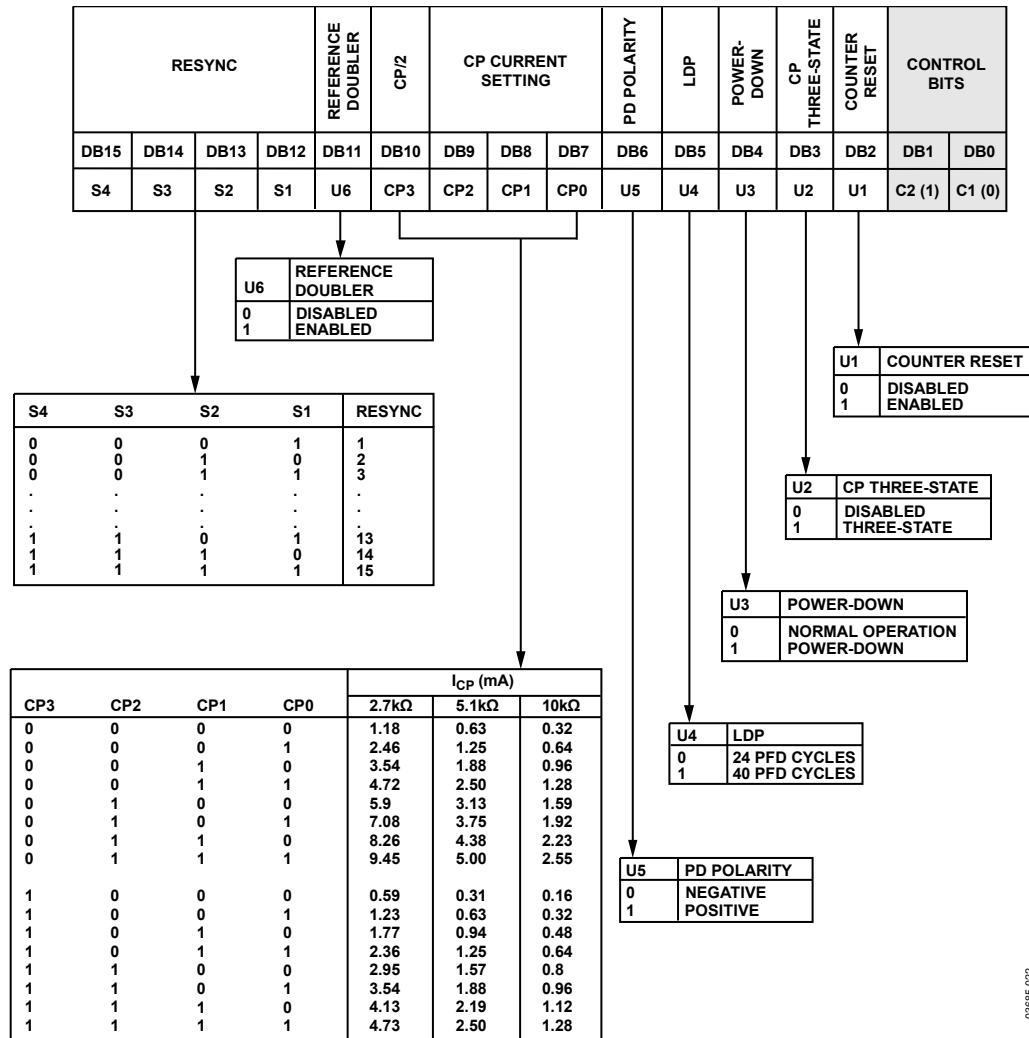 RESYNC
REFERENCE DOUBLER
CP/2
CP CURRENT SETTING
PD POLARITY
LDP
POWER-DOWN
CP THREE-STATE
COUNTER RESET
CONTROL BITS
DB15 DB14 DB13 DB12 DB11 DB10 DB9 DB8 DB7 DB6 DB5 DB4 DB3 DB2 DB1 DB0
S4 S3 S2 S1 U6 CP3 CP2 CP1 CP0 U5 U4 U3 U2 U1 C2 (1) C1 (0)
U6 REFERENCE DOUBLER
0 DISABLED
1 ENABLED
U1 COUNTER RESET
0 DISABLED
1 ENABLED
S4 S3 S2 S1 RESYNC
0 0 0 1 1
0 0 1 0 2
0 0 1 1 3
. . . . .
. . . . .
. . . . .
1 1 0 1 13
1 1 1 0 14
1 1 1 1 15
U2 CP THREE-STATE
0 DISABLED
1 THREE-STATE
U3 POWER-DOWN
0 NORMAL OPERATION
1 POWER-DOWN
ICP (mA)
CP3 CP2 CP1 CP0 2.7kΩ 5.1kΩ 10kΩ
0 0 0 0 1.18 0.63 0.32
0 0 0 1 2.46 1.25 0.64
0 0 1 0 3.54 1.88 0.96
0 0 1 1 4.72 2.50 1.28
0 1 0 0 5.9 3.13 1.59
0 1 0 1 7.08 3.75 1.92
0 1 1 0 8.26 4.38 2.23
0 1 1 1 9.45 5.00 2.55
1 0 0 0 0.59 0.31 0.16
1 0 0 1 1.23 0.63 0.32
1 0 1 0 1.77 0.94 0.48
1 0 1 1 2.36 1.25 0.64
1 1 0 0 2.95 1.57 0.8
1 1 0 1 3.54 1.88 0.96
1 1 1 0 4.13 2.19 1.12
1 1 1 1 4.73 2.50 1.28
U4 LDP
0 24 PFD CYCLES
1 40 PFD CYCLES
U5 PD POLARITY
0 NEGATIVE
1 POSITIVE